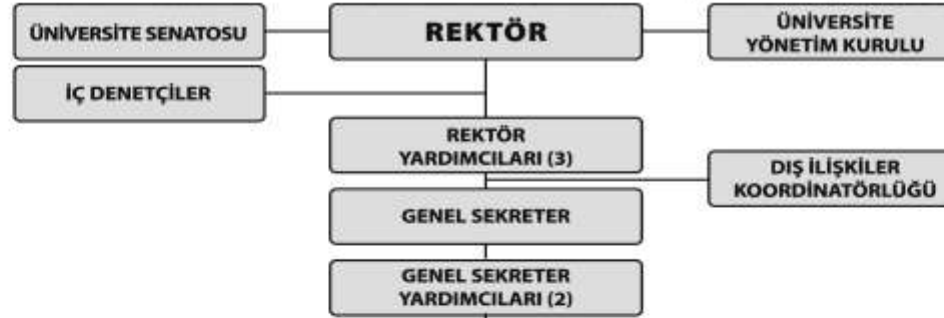 ÜNİVERSİTE SENATOSU
REKTÖR
ÜNİVERSİTE
YÖNETİM KURULU
İÇ DENETÇİLER
REKTÖR
YARDIMCILARI (3)
DIŞ İLİŞKİLER
KOORDİNATÖRLÜĞÜ
GENEL SEKRETER
GENEL SEKRETER
YARDIMCILARI (2)